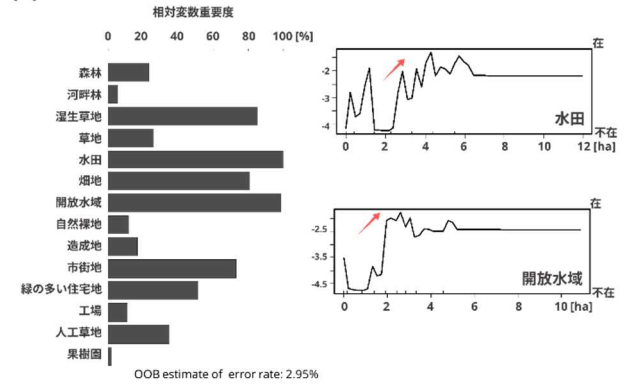 相対変数重要度
0 20 40 60 80 100 [%]
森林
河畔林
湿生草地
草地
水田
畑地
開放水域
自然裸地
造成地
市街地
緑の多い住宅地
工場
人工草地
果樹園
OOB estimate of error rate: 2.95%
在
-2
-3
-4
水田
不在
0 2 4 6 8 10 12 [ha]
在
-2.5
-3.5
-4.5
開放水域
不在
0 2 4 6 8 10 [ha]